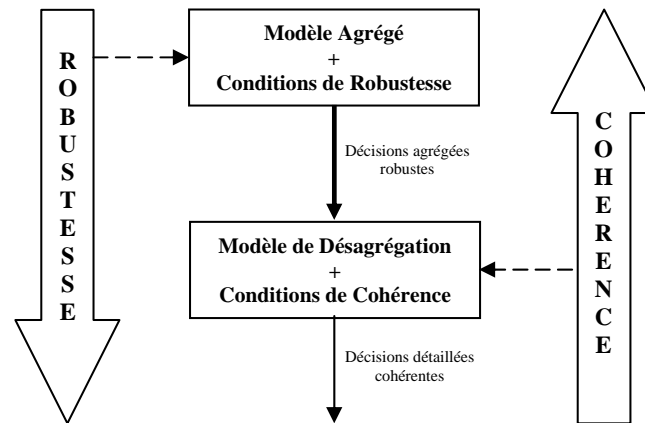 ROBUSTESSE
Modèle Agrégé
+
Conditions de Robustesse
Décisions agrégées
robustes
Modèle de Désagrégation
+
Conditions de Cohérence
Décisions détaillées
cohérentes
COHERENCE